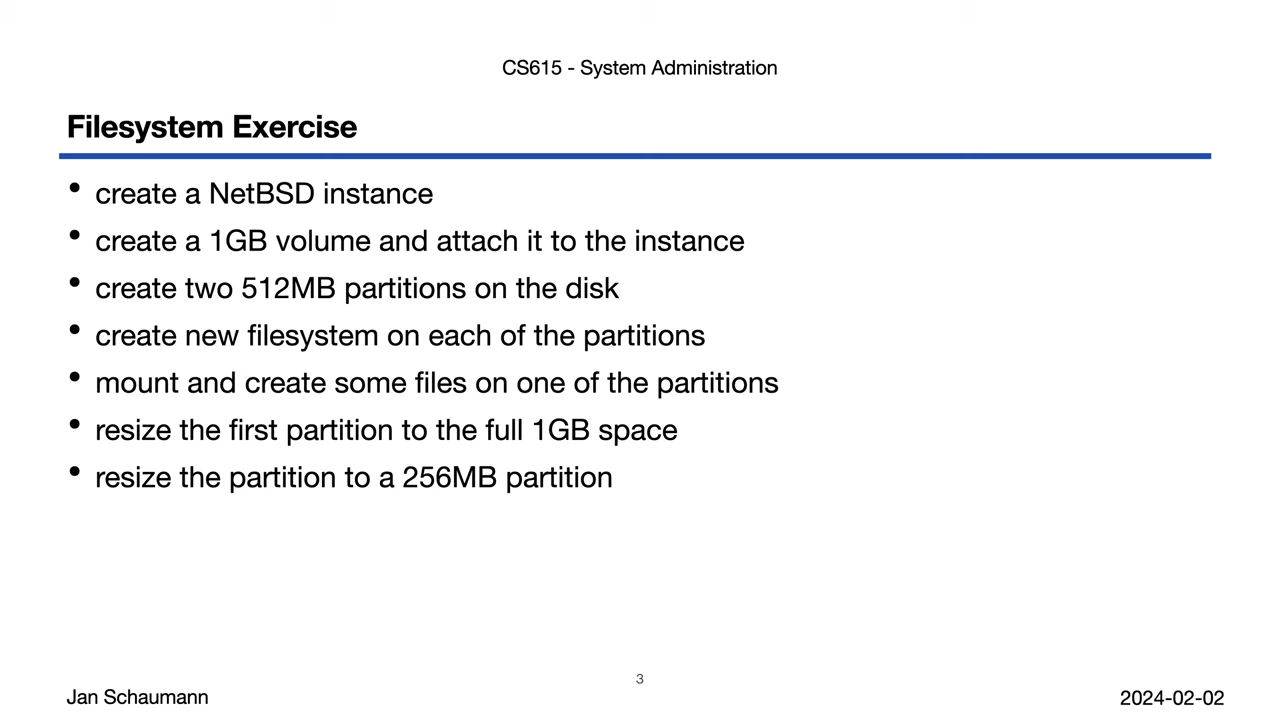 CS615 - System Administration
Filesystem Exercise
• create a NetBSD instance
• create a 1GB volume and attach it to the instance
• create two 512MB partitions on the disk
• create new filesystem on each of the partitions
• mount and create some files on one of the partitions
• resize the first partition to the full 1GB space
• resize the partition to a 256MB partition
3
Jan Schaumann
2024-02-02